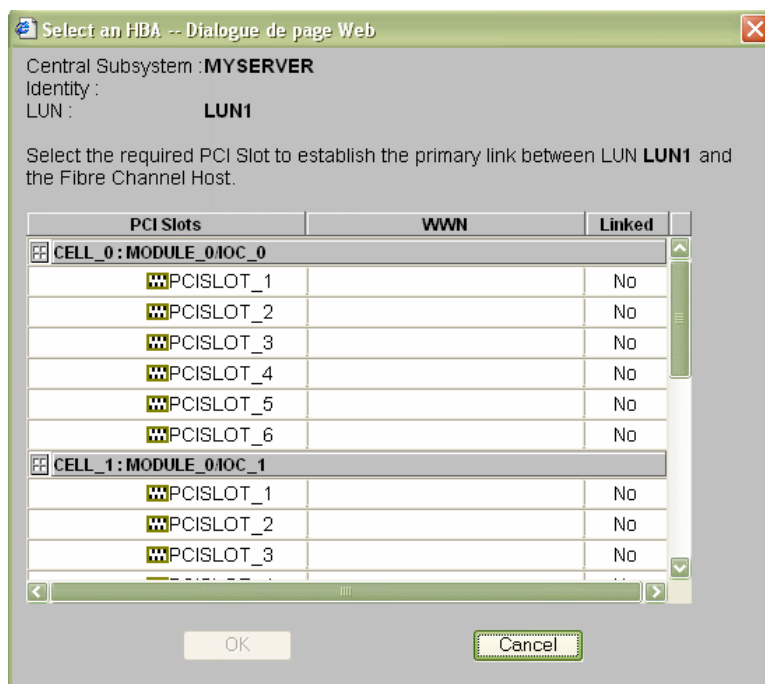 Select an HBA -- Dialogue de page Web
Central Subsystem : MYSERVER
Identity :
LUN : LUN1
Select the required PCI Slot to establish the primary link between LUN LUN1 and
the Fibre Channel Host.
PCI Slots WWN Linked
CELL_0 : MODULE_0/IOC_0
PCISLOT_1 No
PCISLOT_2 No
PCISLOT_3 No
PCISLOT_4 No
PCISLOT_5 No
PCISLOT_6 No
CELL_1 : MODULE_0/IOC_1
PCISLOT_1 No
PCISLOT_2 No
PCISLOT_3 No
OK Cancel